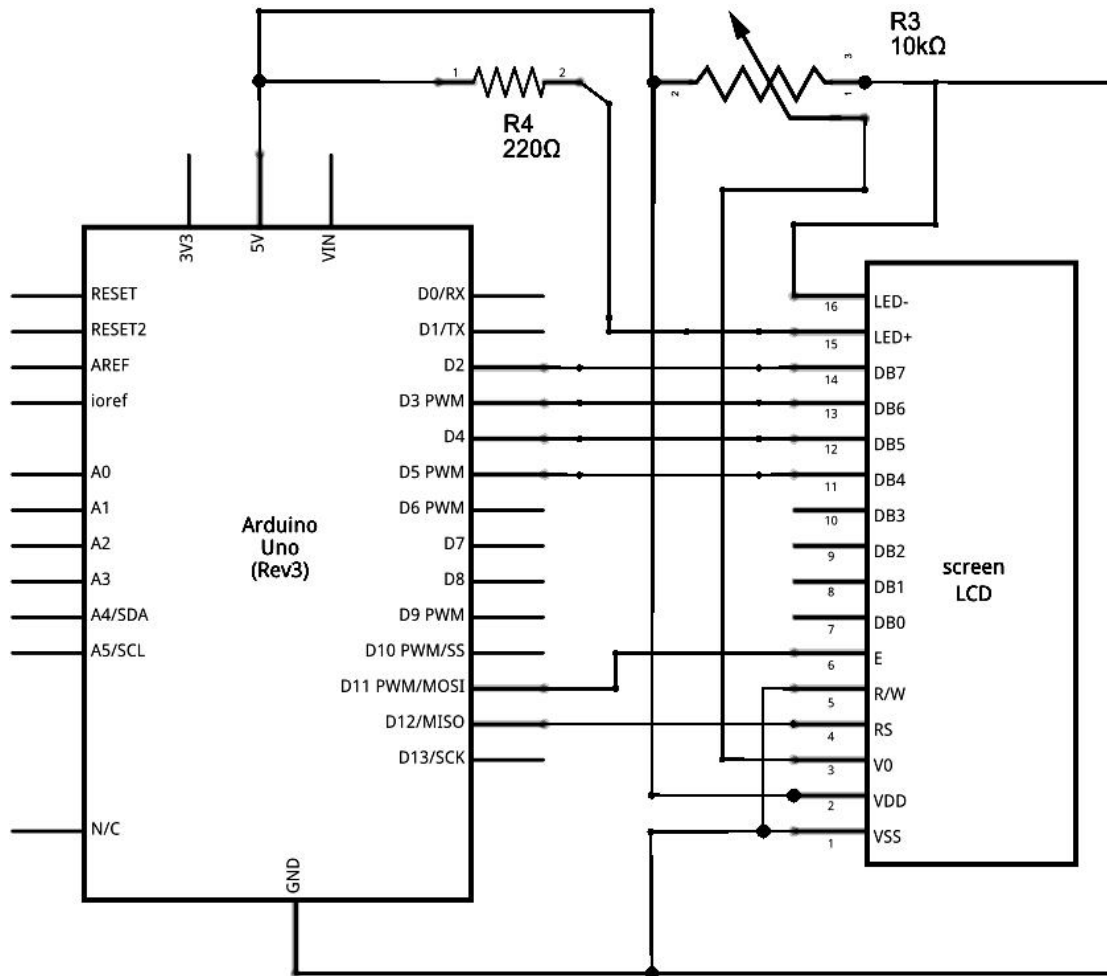 R3
10kΩ
3
1
2
1
2
R4
220Ω
3V3
5V
VIN
RESET
RESET2
AREF
ioref
A0
A1
A2
A3
A4/SDA
A5/SCL
N/C
Arduino
Uno
(Rev3)
D0/RX
D1/TX
D2
D3 PWM
D4
D5 PWM
D6 PWM
D7
D8
D9 PWM
D10 PWM/SS
D11 PWM/MOSI
D12/MISO
D13/SCK
GND
16 LED-
15 LED+
14 DB7
13 DB6
12 DB5
11 DB4
10 DB3
9 DB2
8 DB1
7 DB0
6 E
5 R/W
4 RS
3 V0
2 VDD
1 VSS
screen
LCD